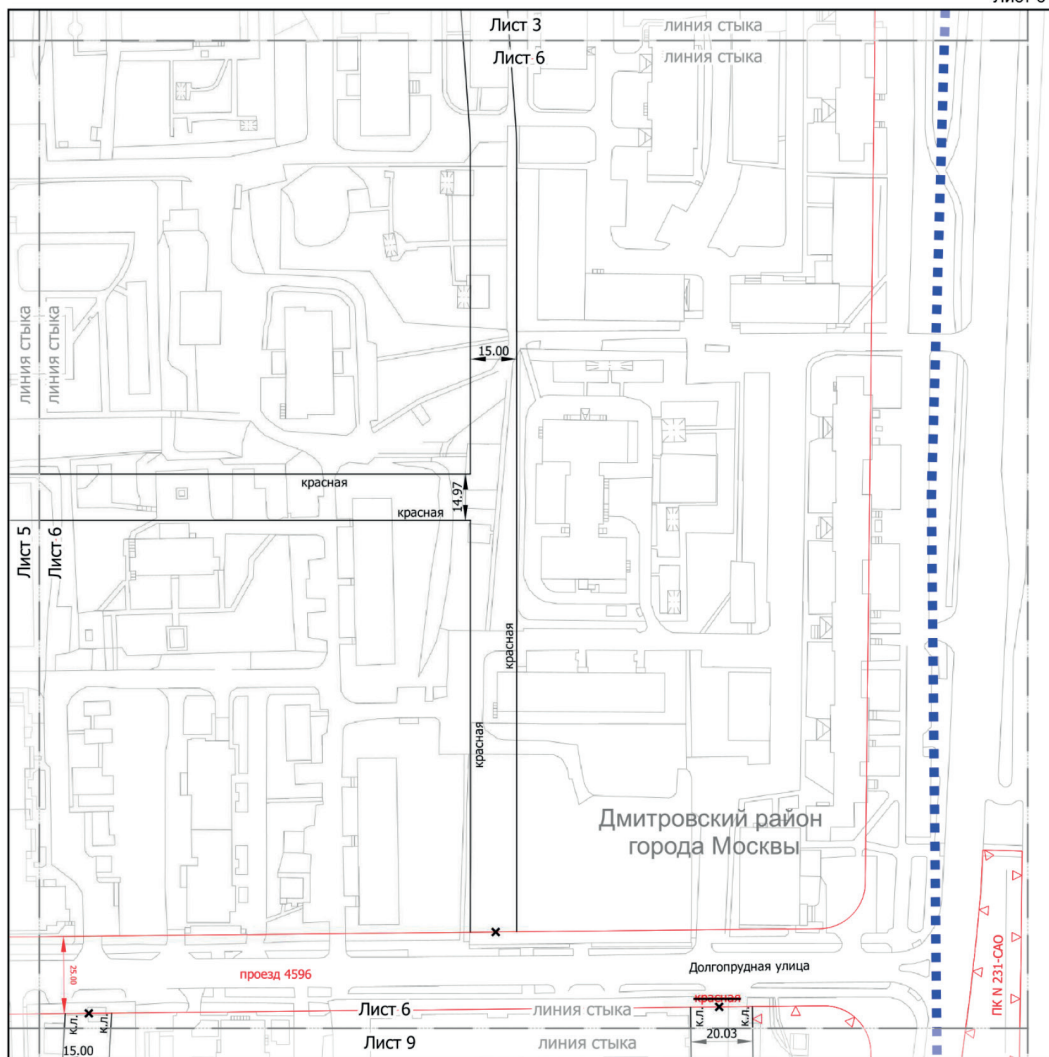 Лист 3
линия стыка
Лист 6
линия стыка
линия стыка
линия стыка
15.00
красная
14.97
красная
Лист 5
Лист 6
красная
красная
Дмитровский район
города Москвы
25.00
проезд 4596
Долгопрудная улица
ПК N 231-САО
красная
к.л.
к.л.
Лист 6
линия стыка
к.л.
к.л.
15.00
20.03
Лист 9
линия стыка